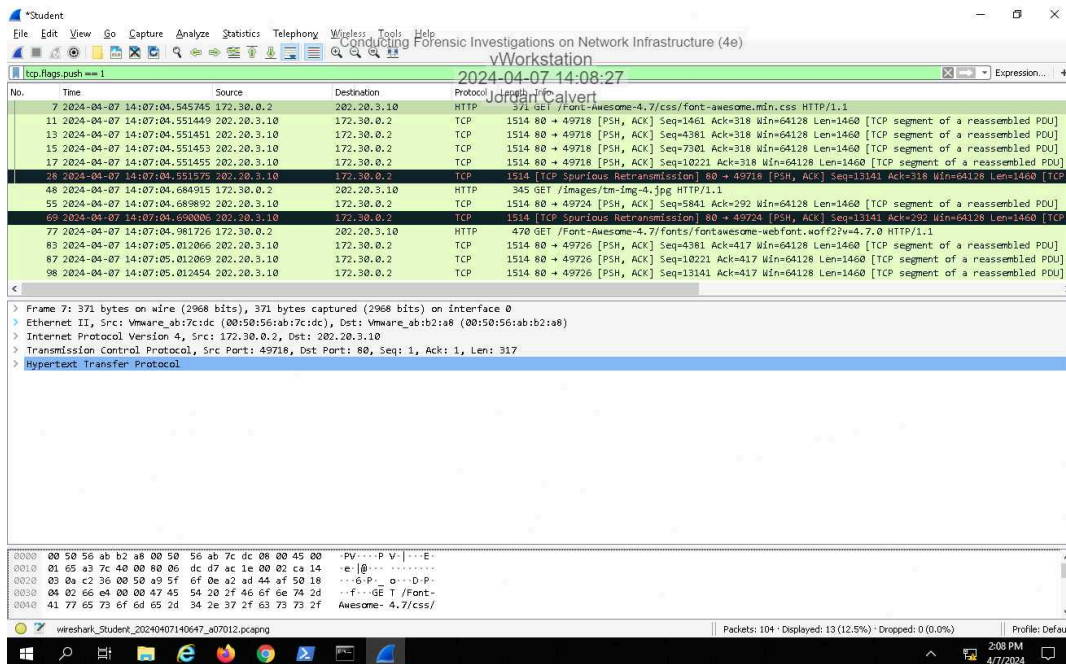 *Student
File Edit View Go Capture Analyze Statistics Telephony Wireless Tools Help
Conducting Forensic Investigations on Network Infrastructure (4e)
vWorkstation
2024-04-07 14:08:27
Jordan Calvert
tcp.flags.push == 1
Expression... +
No. Time Source Destination Protocol Length Info
7 2024-04-07 14:07:04.545745 172.30.0.2 202.20.3.10 HTTP 371 GET /Font-Awesome-4.7/css/font-awesome.min.css HTTP/1.1
11 2024-04-07 14:07:04.551449 202.20.3.10 172.30.0.2 TCP 1514 80 → 49718 [PSH, ACK] Seq=1461 Ack=318 Win=64128 Len=1460 [TCP segment of a reassembled PDU]
13 2024-04-07 14:07:04.551451 202.20.3.10 172.30.0.2 TCP 1514 80 → 49718 [PSH, ACK] Seq=4381 Ack=318 Win=64128 Len=1460 [TCP segment of a reassembled PDU]
15 2024-04-07 14:07:04.551453 202.20.3.10 172.30.0.2 TCP 1514 80 → 49718 [PSH, ACK] Seq=7301 Ack=318 Win=64128 Len=1460 [TCP segment of a reassembled PDU]
17 2024-04-07 14:07:04.551455 202.20.3.10 172.30.0.2 TCP 1514 80 → 49718 [PSH, ACK] Seq=10221 Ack=318 Win=64128 Len=1460 [TCP segment of a reassembled PDU]
28 2024-04-07 14:07:04.551575 202.20.3.10 172.30.0.2 TCP 1514 [TCP Spurious Retransmission] 80 → 49718 [PSH, ACK] Seq=13141 Ack=318 Win=64128 Len=1460 [TCP
48 2024-04-07 14:07:04.684915 172.30.0.2 202.20.3.10 HTTP 345 GET /images/tm-img-4.jpg HTTP/1.1
55 2024-04-07 14:07:04.689892 202.20.3.10 172.30.0.2 TCP 1514 80 → 49724 [PSH, ACK] Seq=5841 Ack=292 Win=64128 Len=1460 [TCP segment of a reassembled PDU]
69 2024-04-07 14:07:04.690006 202.20.3.10 172.30.0.2 TCP 1514 [TCP Spurious Retransmission] 80 → 49724 [PSH, ACK] Seq=13141 Ack=292 Win=64128 Len=1460 [TCP
77 2024-04-07 14:07:04.981726 172.30.0.2 202.20.3.10 HTTP 470 GET /Font-Awesome-4.7/fonts/fontawesome-webfont.woff2?v=4.7.0 HTTP/1.1
83 2024-04-07 14:07:05.012066 202.20.3.10 172.30.0.2 TCP 1514 80 → 49726 [PSH, ACK] Seq=4381 Ack=417 Win=64128 Len=1460 [TCP segment of a reassembled PDU]
87 2024-04-07 14:07:05.012069 202.20.3.10 172.30.0.2 TCP 1514 80 → 49726 [PSH, ACK] Seq=10221 Ack=417 Win=64128 Len=1460 [TCP segment of a reassembled PDU]
98 2024-04-07 14:07:05.012454 202.20.3.10 172.30.0.2 TCP 1514 80 → 49726 [PSH, ACK] Seq=13141 Ack=417 Win=64128 Len=1460 [TCP segment of a reassembled PDU]
> Frame 7: 371 bytes on wire (2968 bits), 371 bytes captured (2968 bits) on interface 0
> Ethernet II, Src: Vmware_ab:7c:dc (00:50:56:ab:7c:dc), Dst: Vmware_ab:b2:a8 (00:50:56:ab:b2:a8)
> Internet Protocol Version 4, Src: 172.30.0.2, Dst: 202.20.3.10
> Transmission Control Protocol, Src Port: 49718, Dst Port: 80, Seq: 1, Ack: 1, Len: 317
> Hypertext Transfer Protocol
0000 00 50 56 ab b2 a8 00 50 56 ab 7c dc 08 00 45 00 ·PV····P V·|···E·
0010 01 65 a3 7c 40 00 80 06 dc d7 ac 1e 00 02 ca 14 ·e·|@··· ········
0020 03 0a c2 36 00 50 a9 5f 6f 0e a2 ad 44 af 50 18 ···6·P·_ o···D·P·
0030 04 02 66 e4 00 00 47 45 54 20 2f 46 6f 6e 74 2d ··f···GE T /Font-
0040 41 77 65 73 6f 6d 65 2d 34 2e 37 2f 63 73 73 2f Awesome- 4.7/css/
wireshark_Student_20240407140647_a07012.pcapng
Packets: 104 · Displayed: 13 (12.5%) · Dropped: 0 (0.0%)
Profile: Defau
2:08 PM
4/7/2024